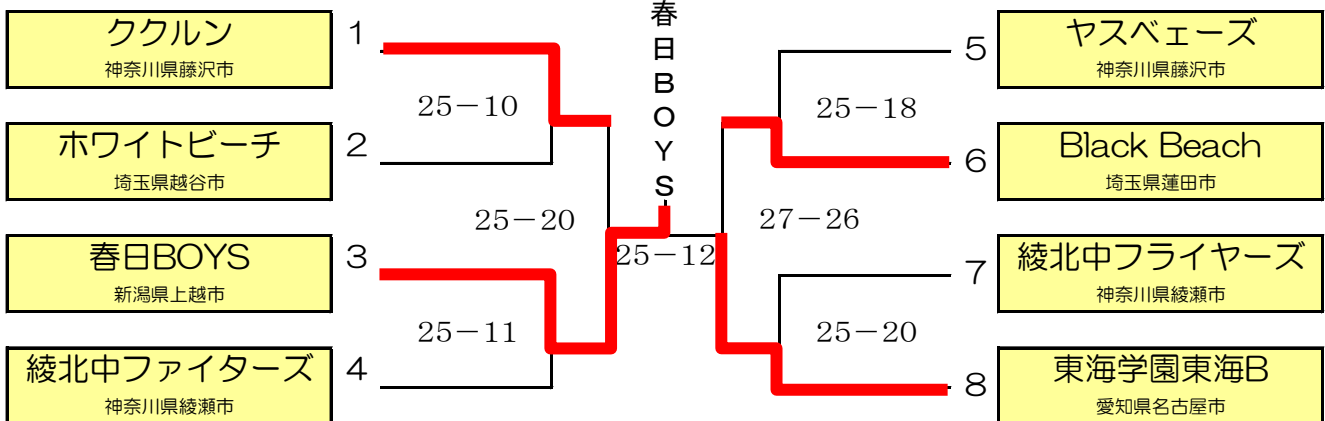 春日BOYS
ククルン
神奈川県藤沢市
1
25-10
ホワイトビーチ
埼玉県越谷市
2
25-20
春日BOYS
新潟県上越市
3
25-11
綾北中ファイターズ
神奈川県綾瀬市
4
25-12
5
ヤスベェーズ
神奈川県藤沢市
25-18
6
Black Beach
埼玉県蓮田市
27-26
7
綾北中フライヤーズ
神奈川県綾瀬市
25-20
8
東海学園東海B
愛知県名古屋市